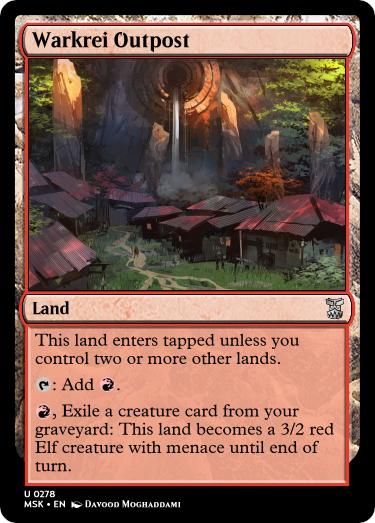 Warkrei Outpost
Land
This land enters tapped unless you
control two or more other lands.
: Add .
, Exile a creature card from your
graveyard: This land becomes a 3/2 red
Elf creature with menace until end of
turn.
U 0278
MSK • EN Davood Moghaddami